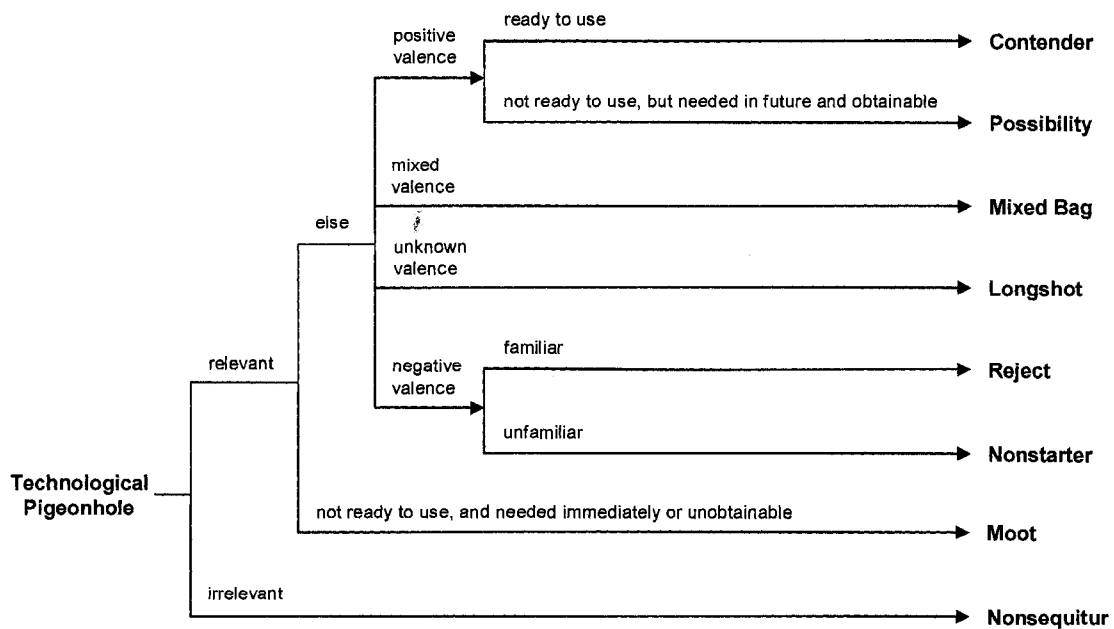 ready to use
positive
valence
Contender
not ready to use, but needed in future and obtainable
Possibility
mixed
valence
Mixed Bag
else
unknown
valence
Longshot
familiar
relevant
negative
valence
Reject
unfamiliar
Nonstarter
Technological
Pigeonhole
not ready to use, and needed immediately or unobtainable
Moot
irrelevant
Nonsequitur